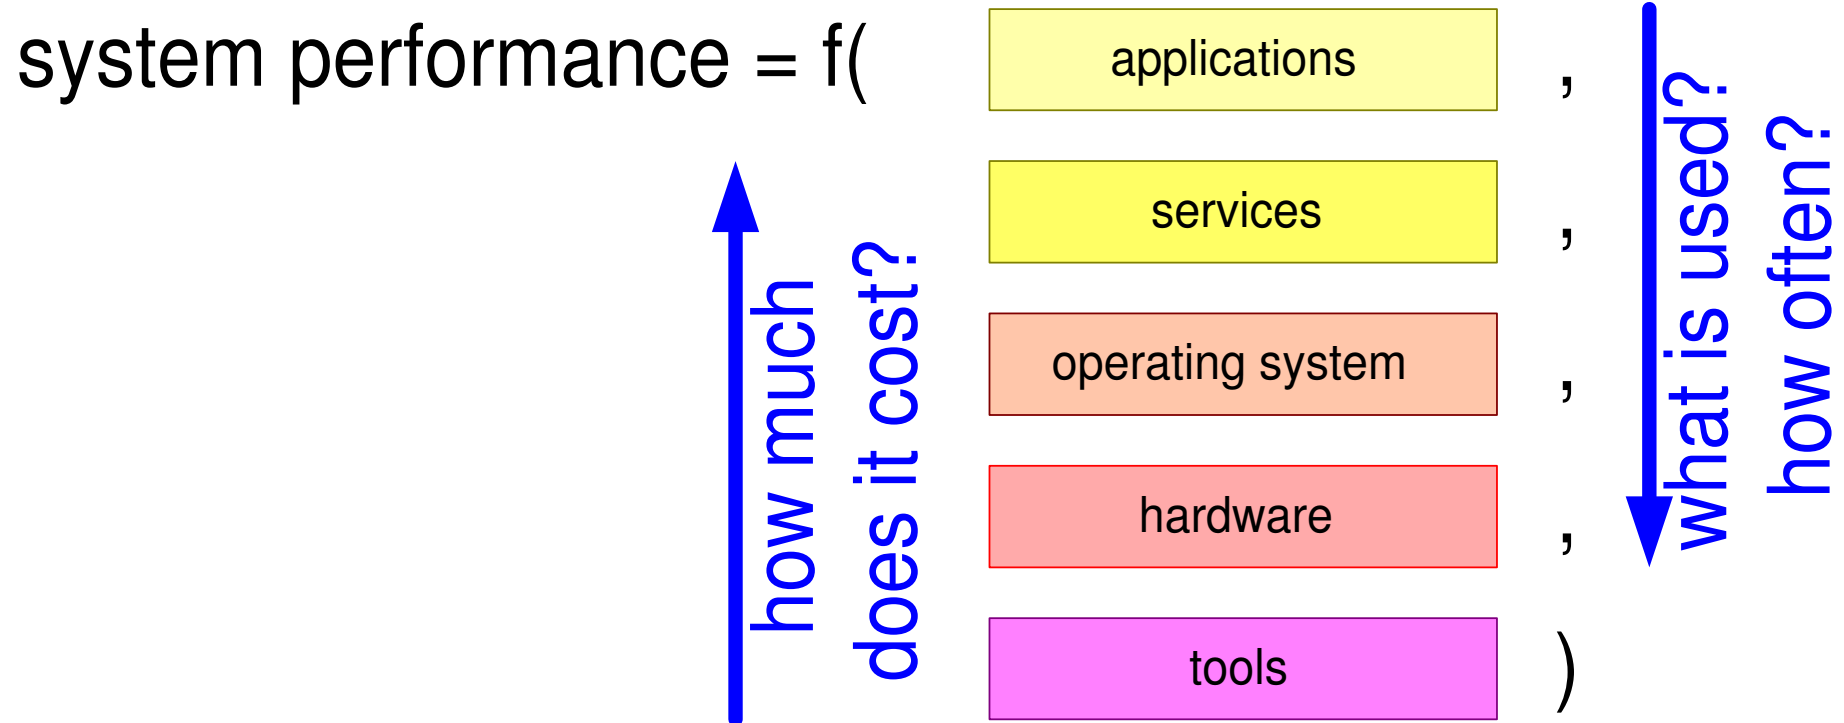 system performance = f(
applications ,
services ,
operating system ,
hardware ,
tools )
how much
does it cost?
what is used?
how often?